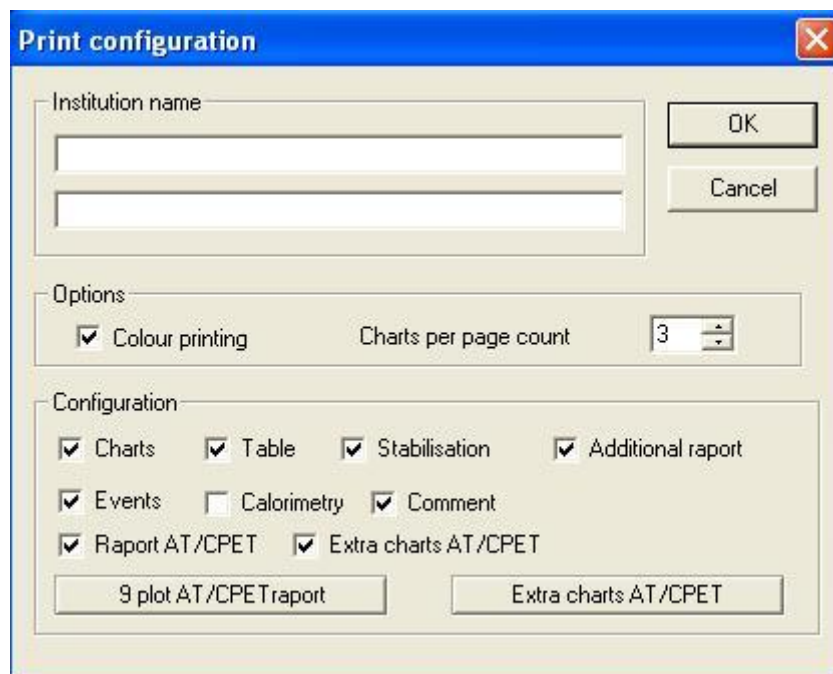 Print configuration
Institution name
OK
Cancel
Options
Colour printing
Charts per page count
3
Configuration
Charts
Table
Stabilisation
Additional raport
Events
Calorimetry
Comment
Raport AT/CPET
Extra charts AT/CPET
9 plot AT/CPETraport
Extra charts AT/CPET